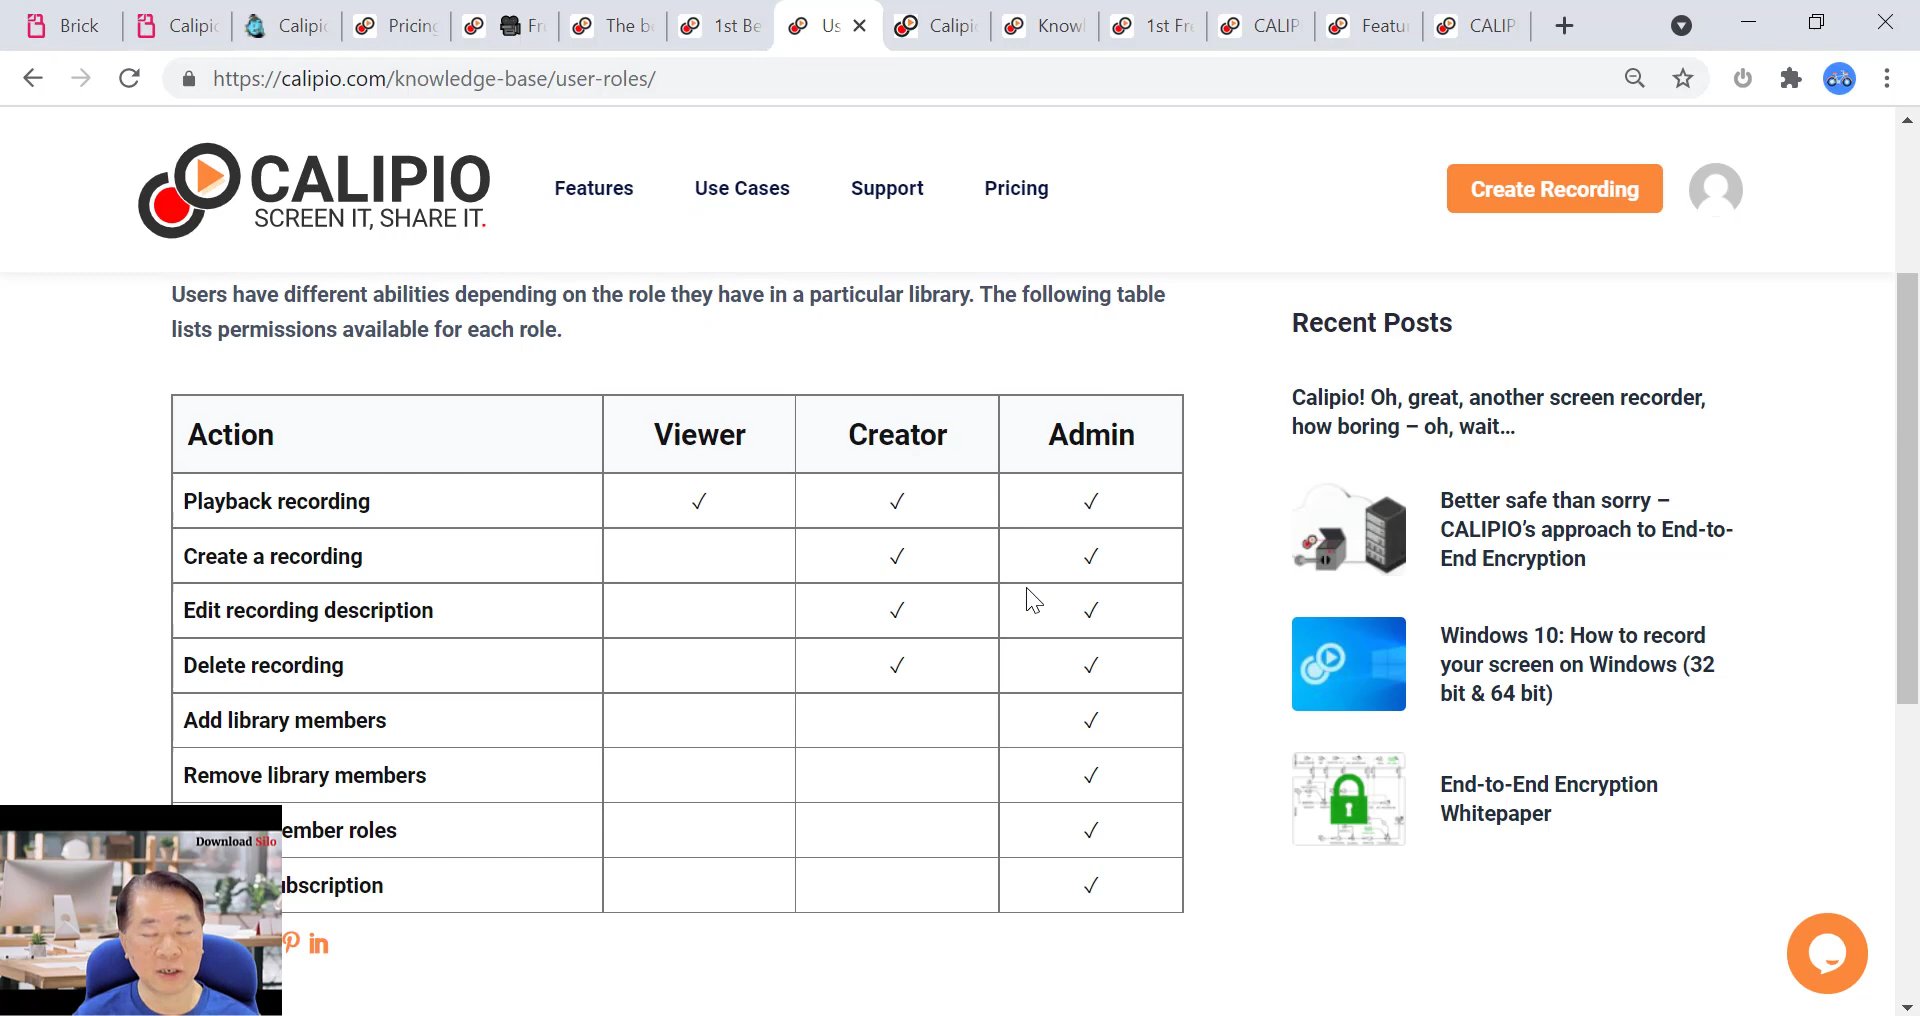 Brick
Calipic
Calipic
Pricing
Fr
The b
1st Be
Us
Calipic
Knowl
1st Fr
CALIP
Featu
CALIP
https://calipio.com/knowledge-base/user-roles/
CALIPIO
SCREEN IT, SHARE IT.
Features
Use Cases
Support
Pricing
Create Recording
Users have different abilities depending on the role they have in a particular library. The following table
lists permissions available for each role.
Action Viewer Creator Admin
Playback recording ✓ ✓ ✓
Create a recording ✓ ✓
Edit recording description ✓ ✓
Delete recording ✓ ✓
Add library members ✓
Remove library members ✓
ember roles ✓
ubscription ✓
Recent Posts
Calipio! Oh, great, another screen recorder,
how boring – oh, wait...
Better safe than sorry –
CALIPIO's approach to End-to-
End Encryption
Windows 10: How to record
your screen on Windows (32
bit & 64 bit)
End-to-End Encryption
Whitepaper
Download Silo